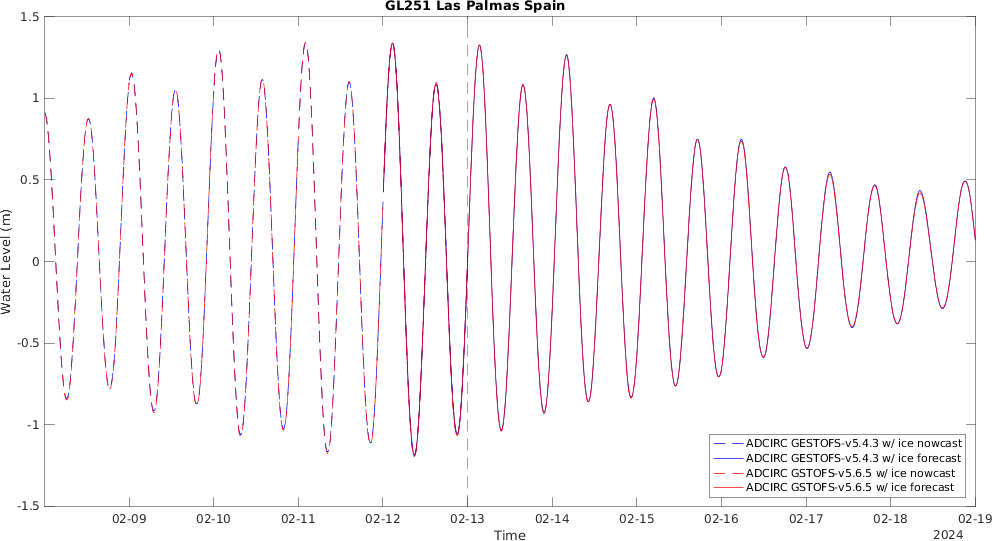 GL251 Las Palmas Spain
1.5
1
0.5
0
-0.5
-1
-1.5
Water Level (m)
02-09 02-10 02-11 02-12 02-13 02-14 02-15 02-16 02-17 02-18 02-19
Time
2024
ADCIRC GESTOFS-v5.4.3 w/ ice nowcast
ADCIRC GESTOFS-v5.4.3 w/ ice forecast
ADCIRC GSTOFS-v5.6.5 w/ ice nowcast
ADCIRC GSTOFS-v5.6.5 w/ ice forecast